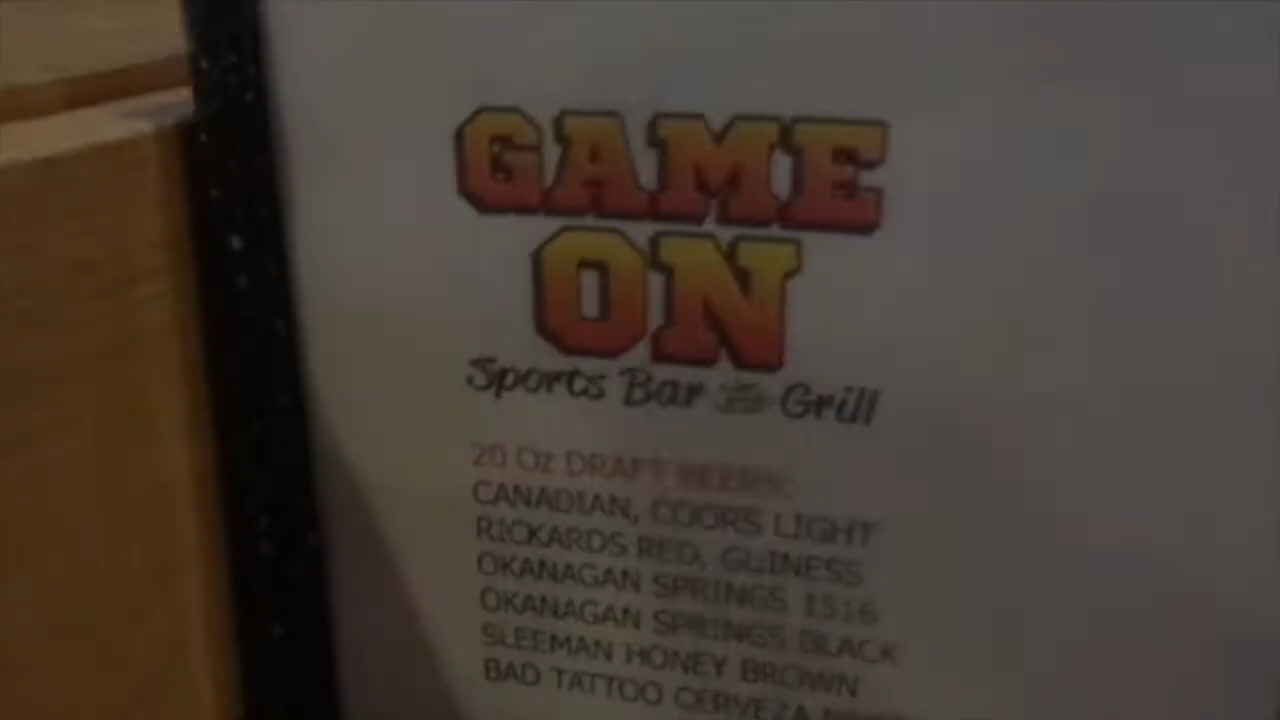 GAME
ON
Sports Bar Grill
20 Oz DRAFT BEERS:
CANADIAN, COORS LIGHT
RICKARDS RED, GUINESS
OKANAGAN SPRINGS 1516
OKANAGAN SPRINGS BLACK
SLEEMAN HONEY BROWN
BAD TATTOO CERVEZA